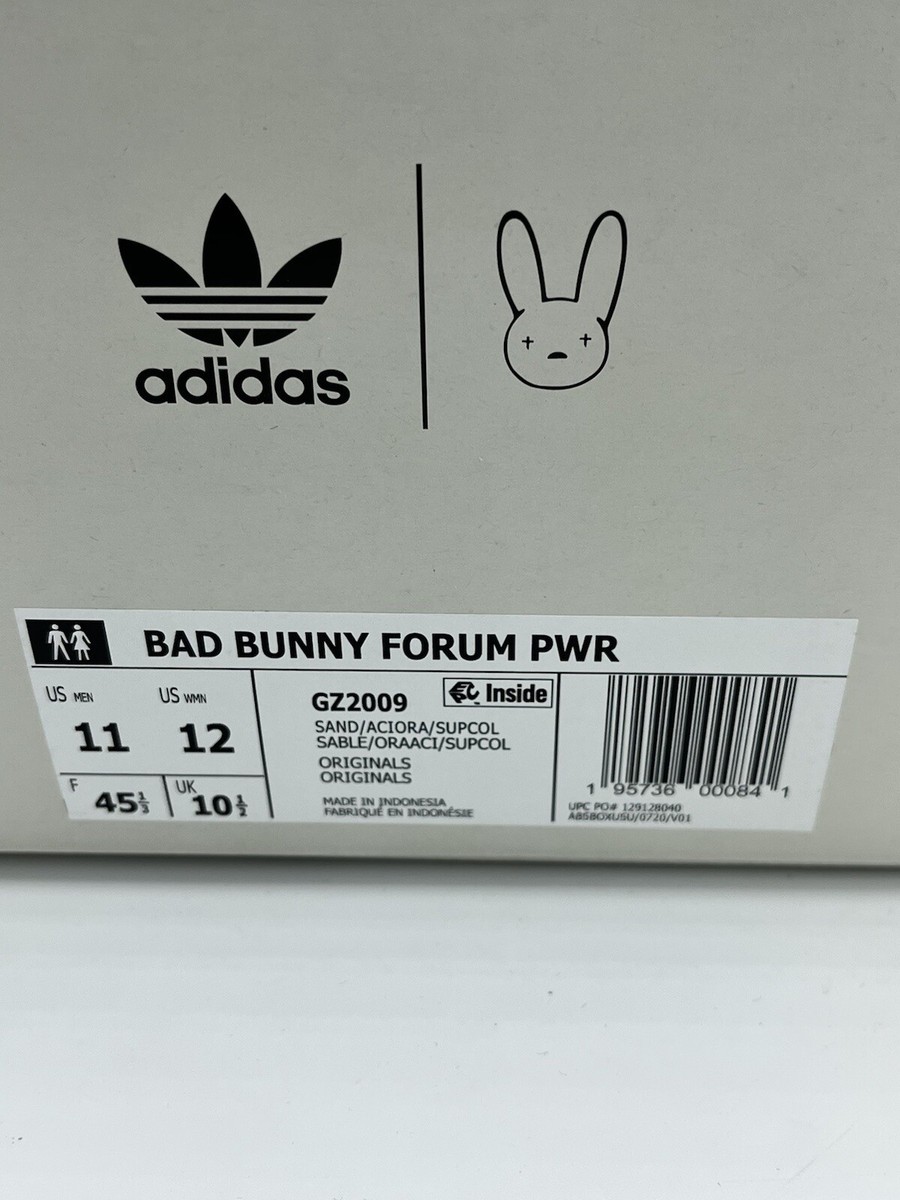 adidas
BAD BUNNY FORUM PWR
US MEN US WMN
11 12
F 45⅓ UK 10½
GZ2009 Inside
SAND/ACIORA/SUPCOL
SABLE/ORAACI/SUPCOL
ORIGINALS
ORIGINALS
MADE IN INDONESIA
FABRIQUÉ EN INDONÉSIE
1 95736 00084 1
UPC PO# 129128040